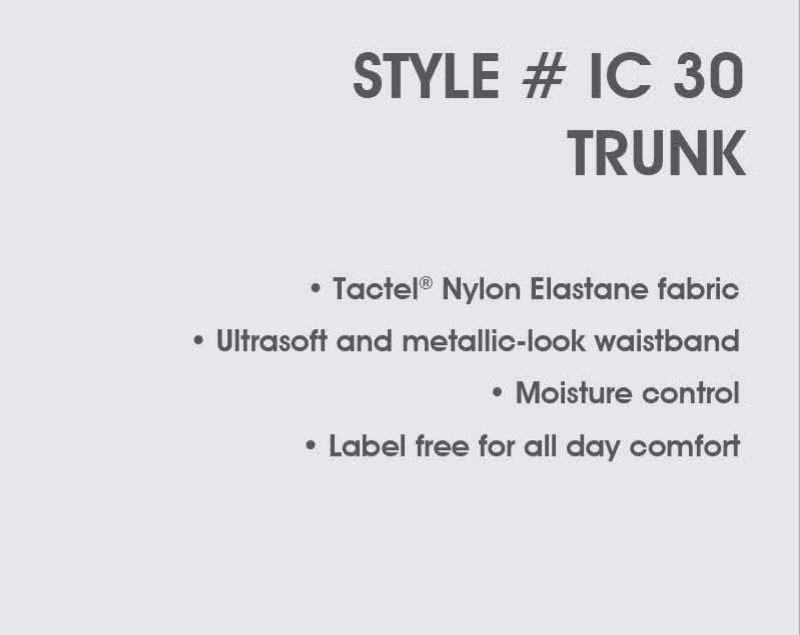 STYLE # IC 30
TRUNK
• Tactel® Nylon Elastane fabric
• Ultrasoft and metallic-look waistband
• Moisture control
• Label free for all day comfort